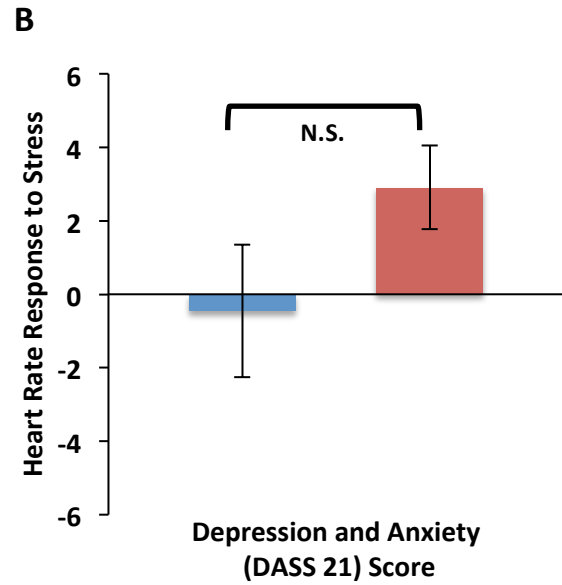 B
Heart Rate Response to Stress
6
4
2
0
-2
-4
-6
N.S.
Depression and Anxiety
(DASS 21) Score